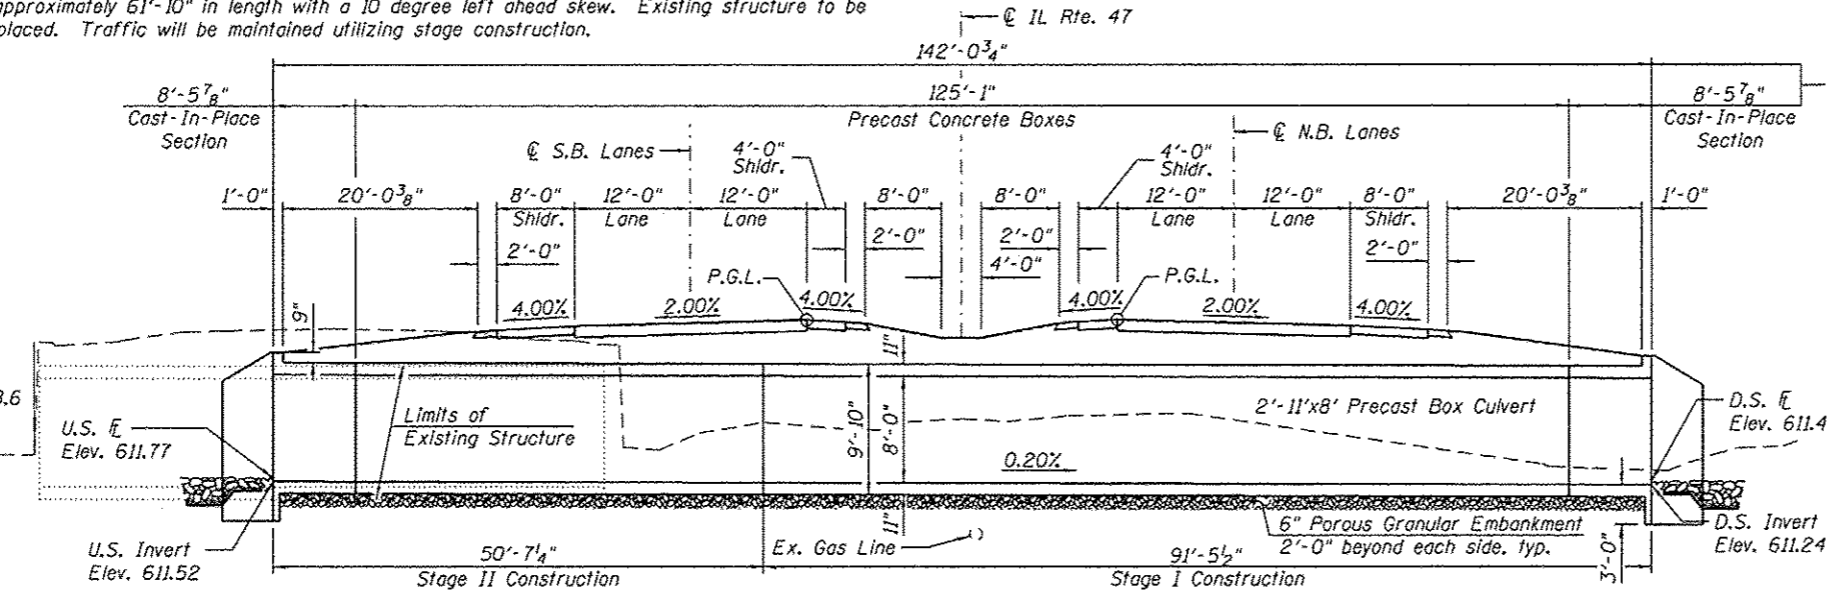 approximately 61'-10" in length with a 10 degree left ahead skew. Existing structure to be
placed. Traffic will be maintained utilizing stage construction.
℄ IL Rte. 47
142'-0¾"
8'-5⅞"
Cast-In-Place
Section
125'-1"
Precast Concrete Boxes
8'-5⅞"
Cast-In-Place
Section
℄ S.B. Lanes
4'-0"
Shldr.
4'-0"
Shldr.
℄ N.B. Lanes
1'-0"
20'-0⅜"
8'-0"
Shldr.
12'-0"
Lane
12'-0"
Lane
8'-0"
8'-0"
12'-0"
Lane
12'-0"
Lane
8'-0"
Shldr.
20'-0⅜"
1'-0"
2'-0"
2'-0"
2'-0"
4'-0"
2'-0"
P.G.L.
P.G.L.
9"
4.00%
2.00%
4.00%
4.00%
2.00%
4.00%
11"
3.6
U.S. ℄
Elev. 611.77
Limits of
Existing Structure
9'-10"
8'-0"
2'-11'x8' Precast Box Culvert
D.S. ℄
Elev. 611.4
0.20%
11"
U.S. Invert
Elev. 611.52
50'-7¼"
Stage II Construction
Ex. Gas Line
6" Porous Granular Embankment
2'-0" beyond each side, typ.
91'-5½"
Stage I Construction
3'-0"
D.S. Invert
Elev. 611.24